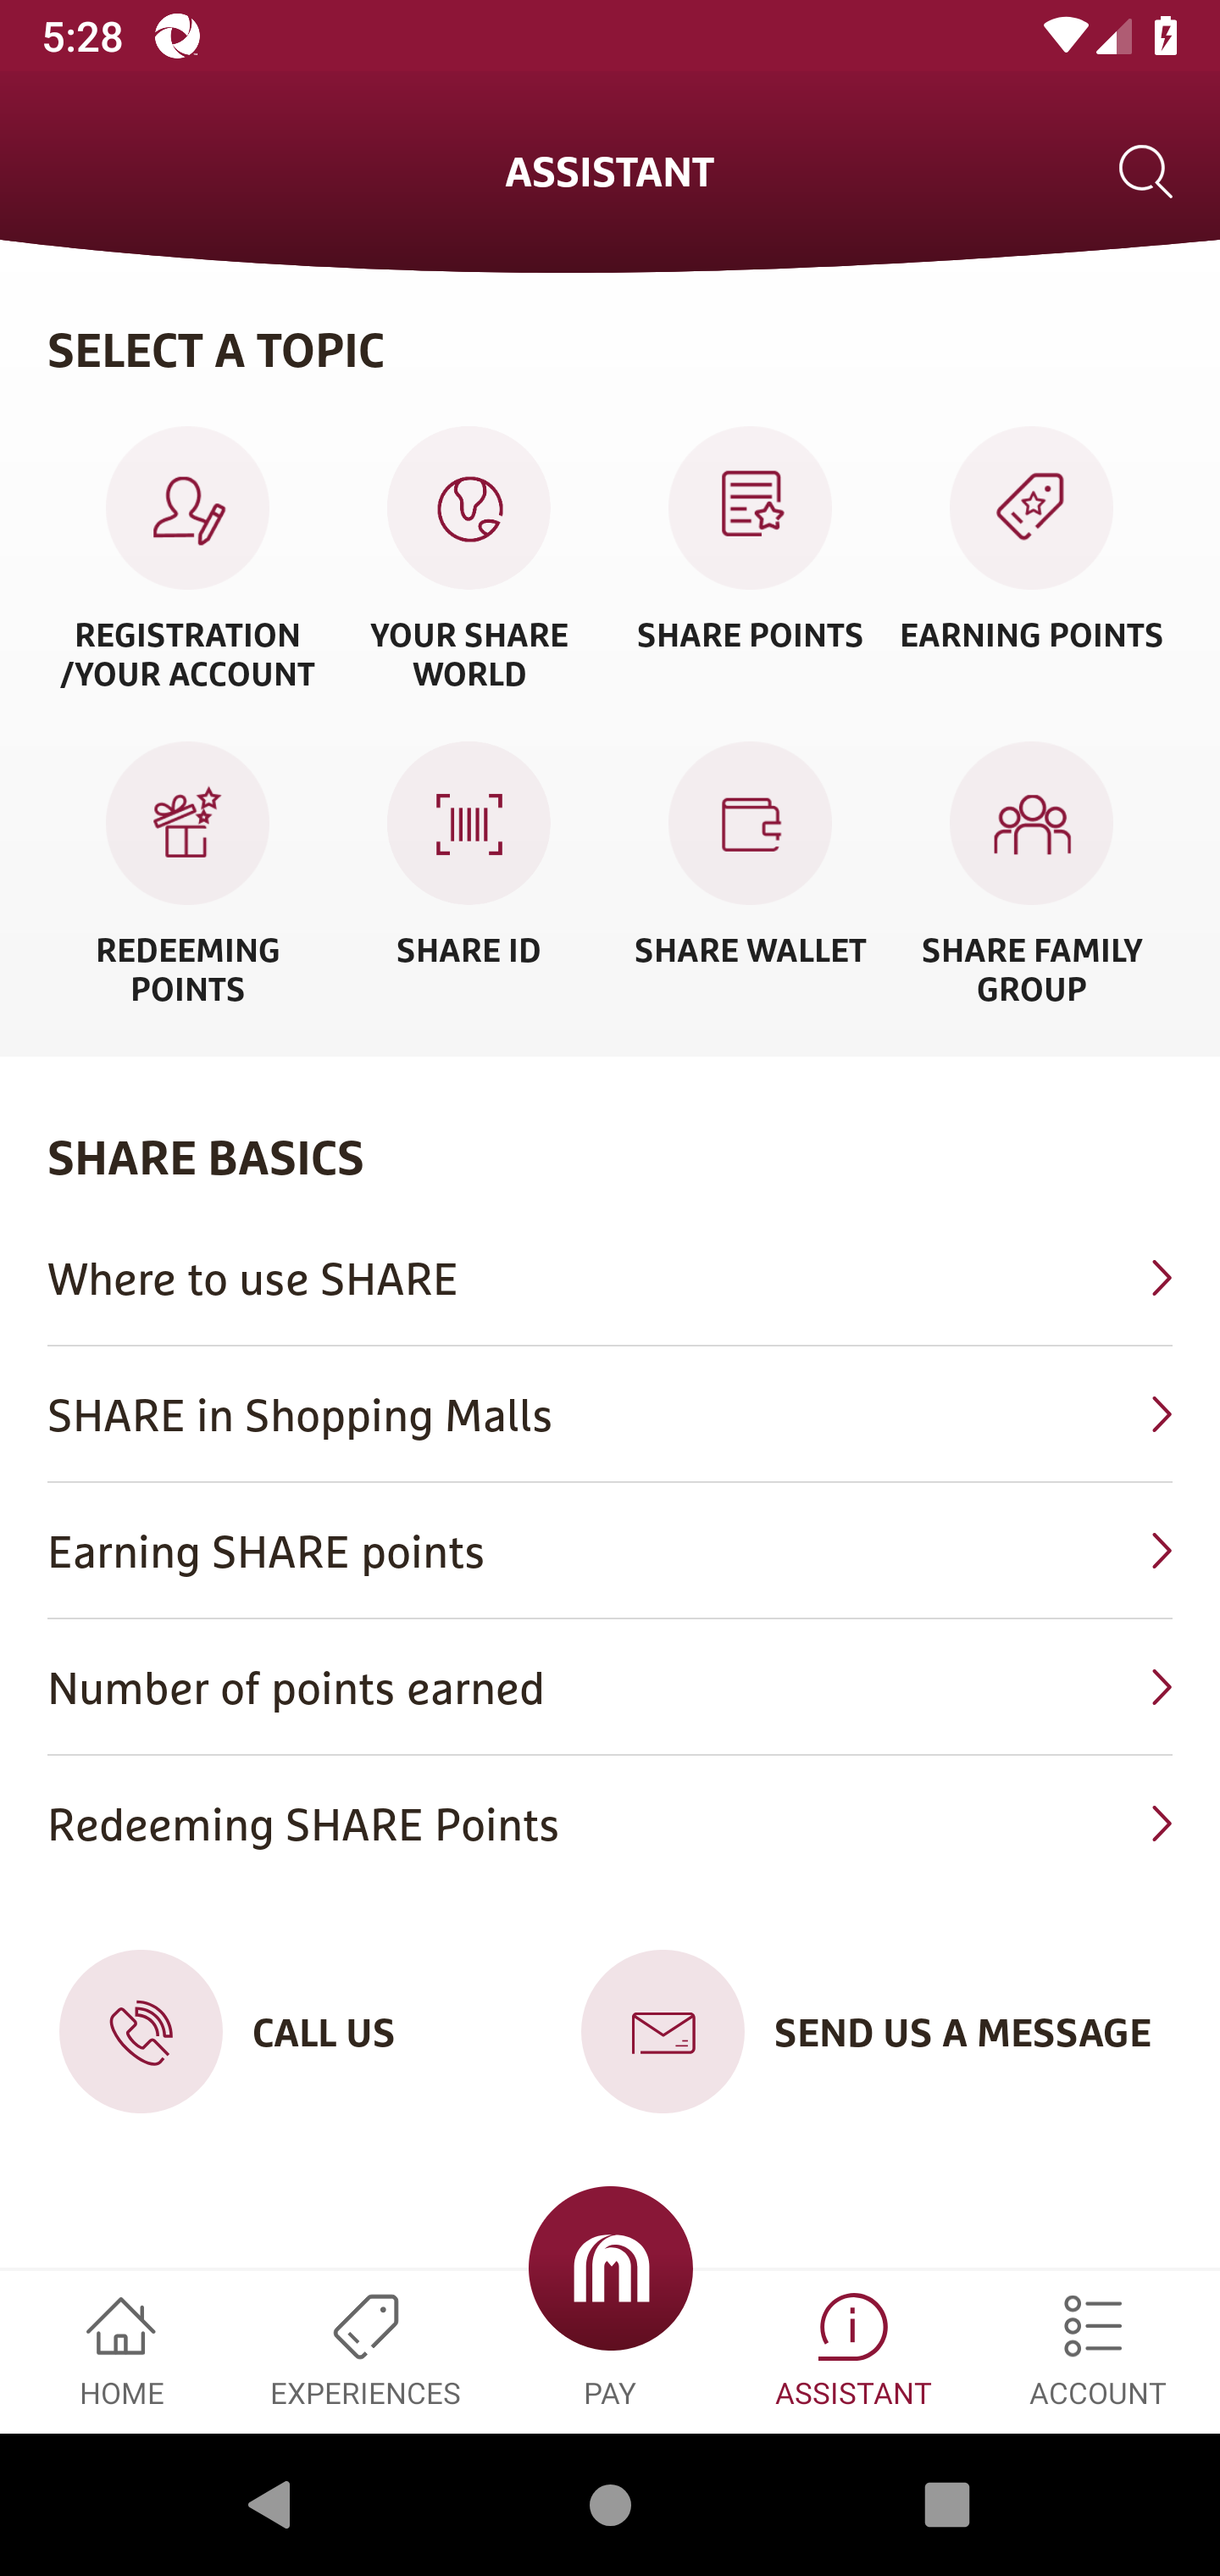 5:28
ASSISTANT
SELECT A TOPIC
REGISTRATION
/YOUR ACCOUNT
YOUR SHARE
WORLD
SHARE POINTS
EARNING POINTS
REDEEMING
POINTS
SHARE ID
SHARE WALLET
SHARE FAMILY
GROUP
SHARE BASICS
Where to use SHARE
SHARE in Shopping Malls
Earning SHARE points
Number of points earned
Redeeming SHARE Points
CALL US
SEND US A MESSAGE
HOME
EXPERIENCES
PAY
ASSISTANT
ACCOUNT